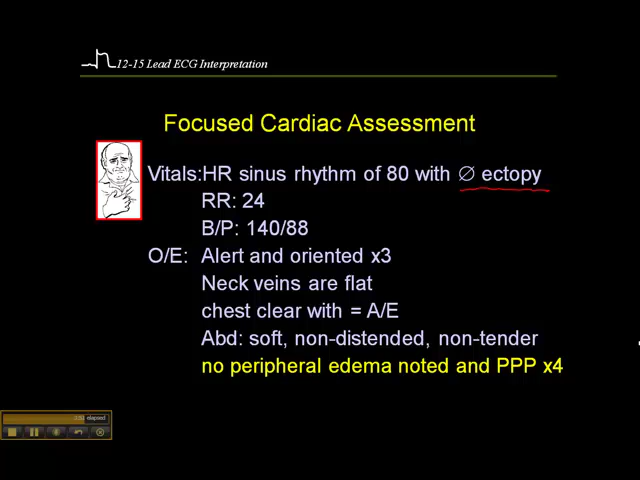 12-15 Lead ECG Interpretation
Focused Cardiac Assessment
Vitals:HR sinus rhythm of 80 with ∅ ectopy
RR: 24
B/P: 140/88
O/E: Alert and oriented x3
Neck veins are flat
chest clear with = A/E
Abd: soft, non-distended, non-tender
no peripheral edema noted and PPP x4
elapsed